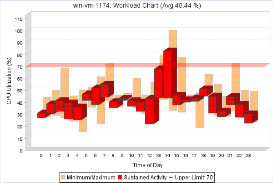 win-vm-1174: Workload Chart (Avg 40.44 %)
CPU Utilization (%)
110
100
90
80
70
60
50
40
30
20
10
0
0 1 2 3 4 5 6 7 8 9 10 11 12 13 14 15 16 17 18 19 20 21 22 23
Time of Day
Minimum/Maximum Sustained Activity Upper Limit: 70